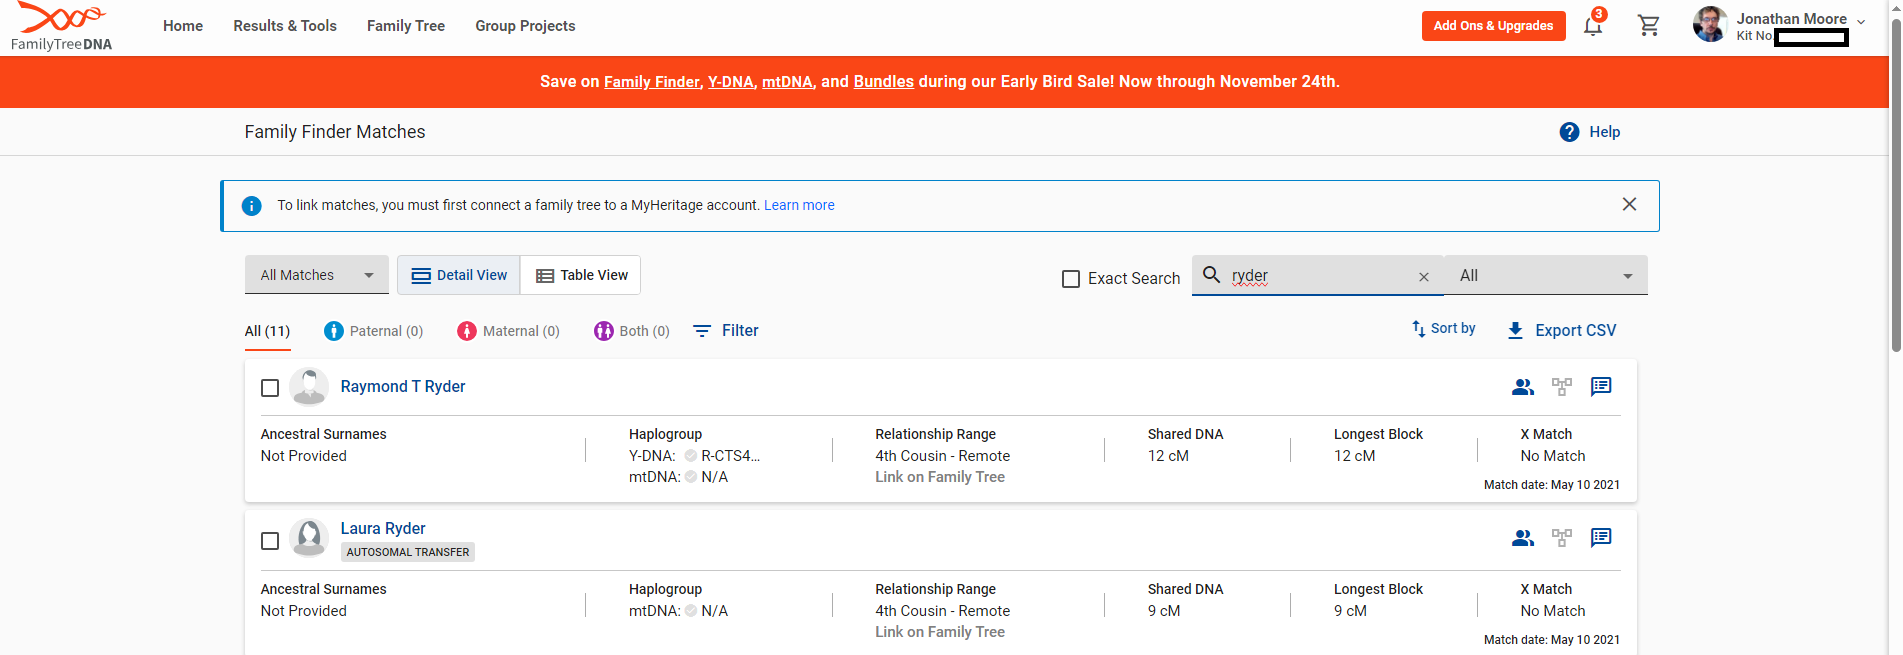 FamilyTreeDNA
Home Results & Tools Family Tree Group Projects
Add Ons & Upgrades
3
Jonathan Moore
Kit No.
Save on Family Finder, Y-DNA, mtDNA, and Bundles during our Early Bird Sale! Now through November 24th.
Family Finder Matches
? Help
i To link matches, you must first connect a family tree to a MyHeritage account. Learn more
All Matches Detail View Table View Exact Search ryder All
All (11) Paternal (0) Maternal (0) Both (0) Filter Sort by Export CSV
Raymond T Ryder
Ancestral Surnames Haplogroup Relationship Range Shared DNA Longest Block X Match
Not Provided Y-DNA: R-CTS4... 4th Cousin - Remote 12 cM 12 cM No Match
mtDNA: N/A Link on Family Tree
Match date: May 10 2021
Laura Ryder
AUTOSOMAL TRANSFER
Ancestral Surnames Haplogroup Relationship Range Shared DNA Longest Block X Match
Not Provided mtDNA: N/A 4th Cousin - Remote 9 cM 9 cM No Match
Link on Family Tree
Match date: May 10 2021